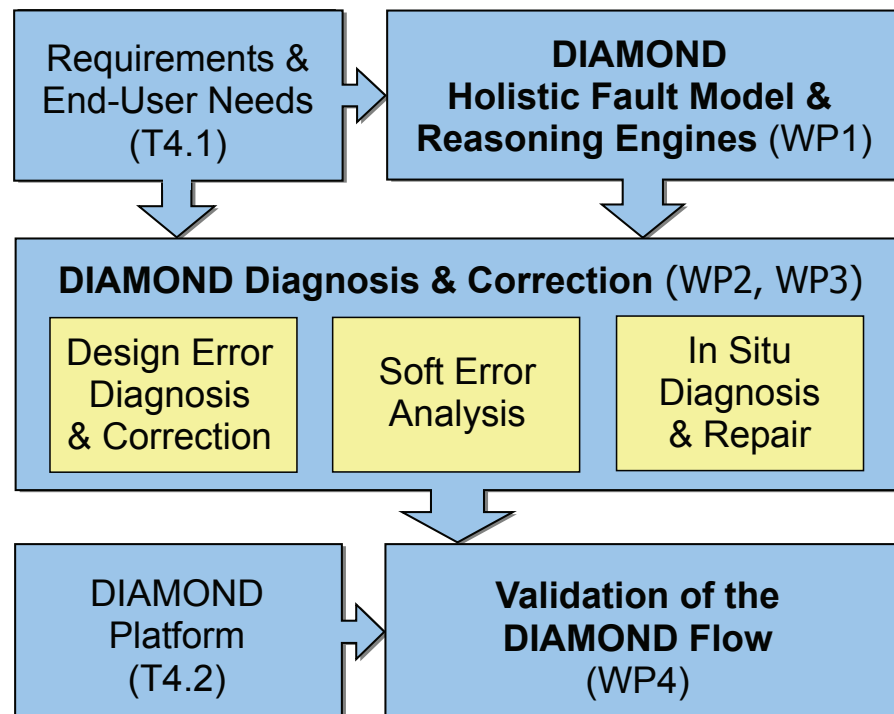 Requirements &
End-User Needs
(T4.1)
DIAMOND
Holistic Fault Model &
Reasoning Engines (WP1)
DIAMOND Diagnosis & Correction (WP2, WP3)
Design Error
Diagnosis
& Correction
Soft Error
Analysis
In Situ
Diagnosis
& Repair
DIAMOND
Platform
(T4.2)
Validation of the
DIAMOND Flow
(WP4)